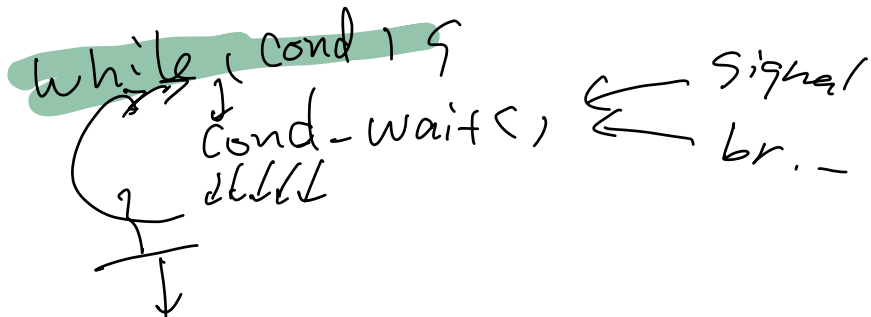 while (cond) {
cond_wait()
signal
br. _